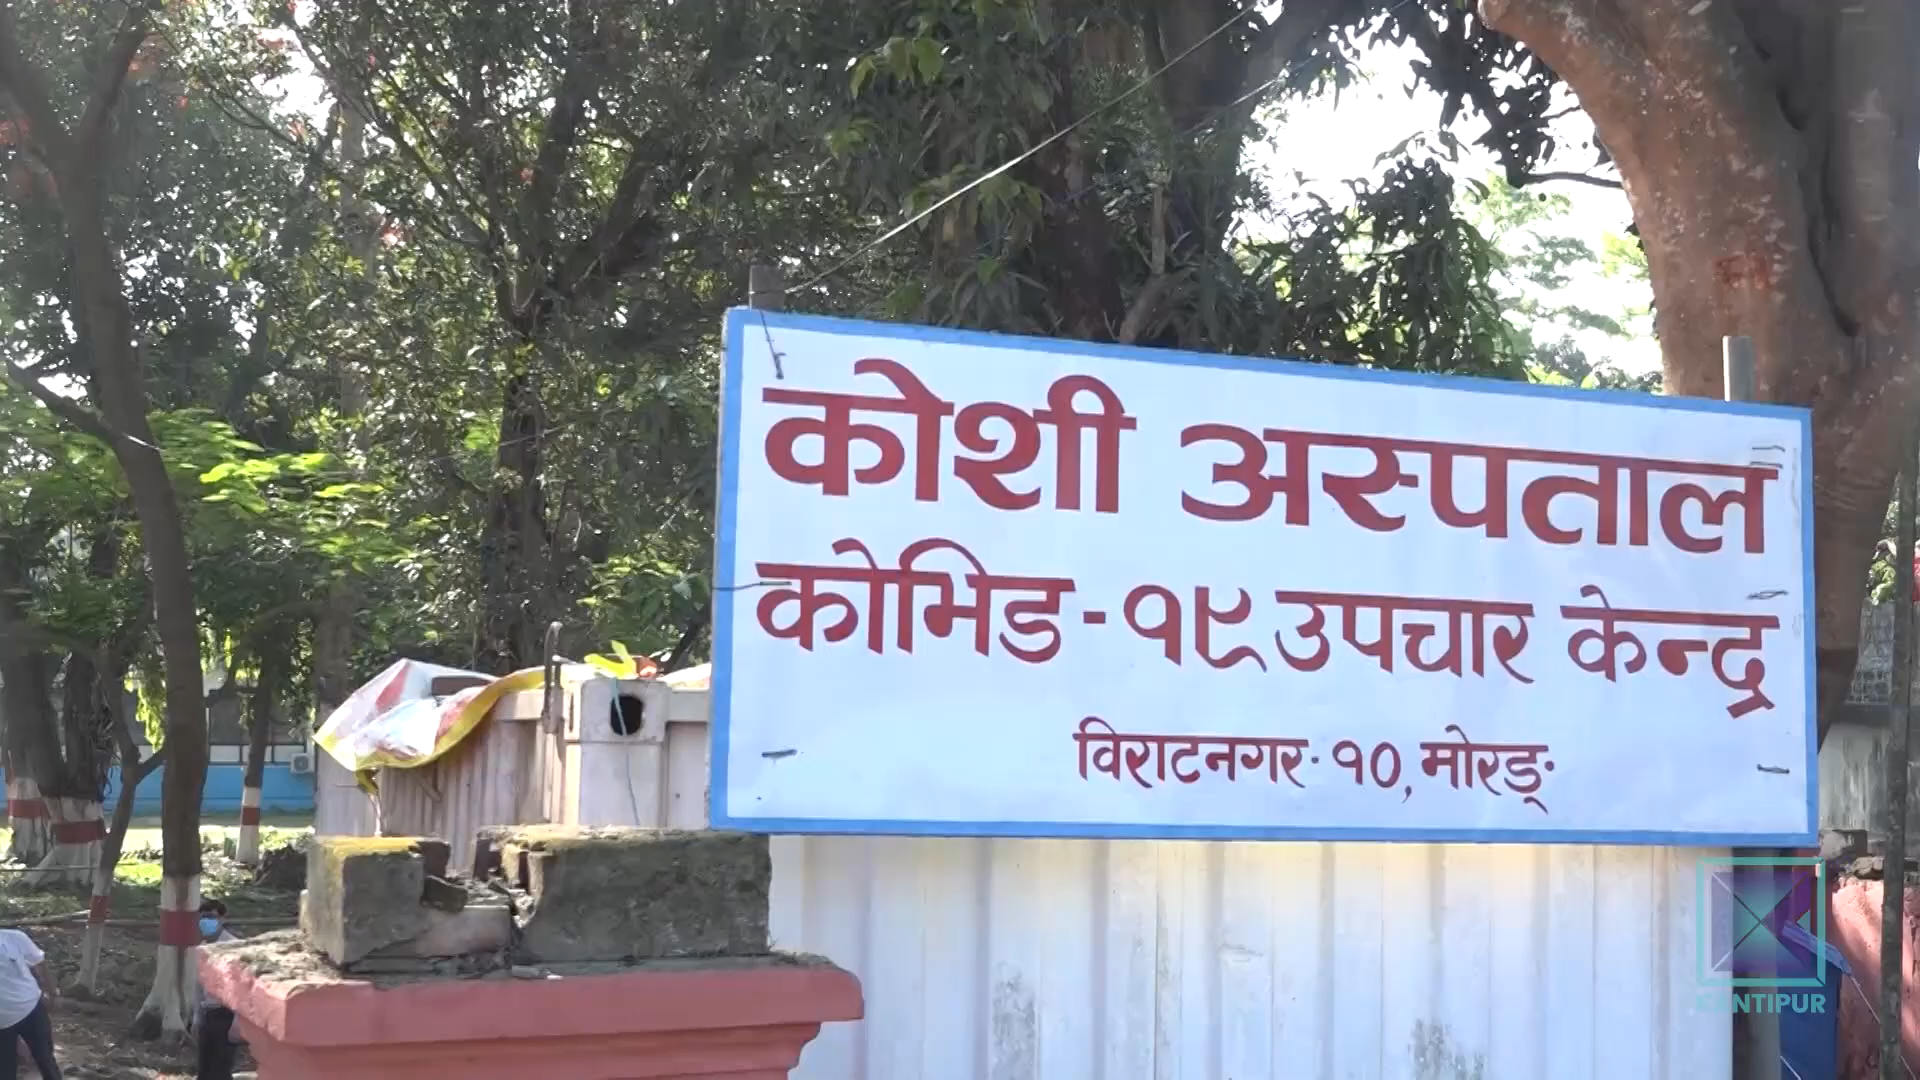 कोशी अस्पताल
कोभिड - १९ उपचार केन्द्र
विराटनगर - १०, मोरङ
KANTIPUR